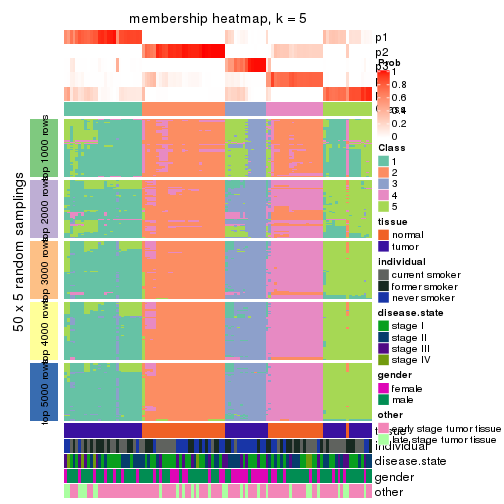 membership heatmap, k = 5
p1
p2
p3
Prob
1
0.8
0.6
0.4
0.2
0
Class
1
2
3
4
5
tissue
normal
tumor
individual
current smoker
former smoker
never smoker
disease.state
stage I
stage II
stage III
stage IV
gender
female
male
other
early stage tumor tissue
late stage tumor tissue
50 x 5 random samplings
top 1000 rows
top 2000 rows
top 3000 rows
top 4000 rows
top 5000 rows
individual
disease.state
gender
other